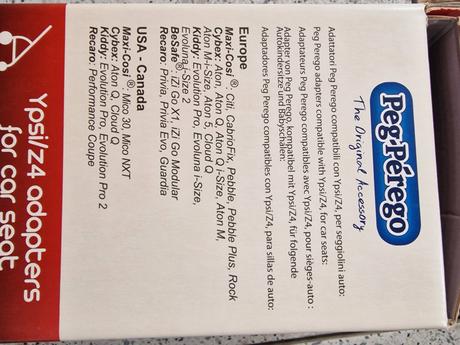 Peg-Pérego
The Original Accessory
Adattatori Peg Perego compatibili con Ypsi/Z4, per seggiolini auto:
Peg Perego adapters compatible with Ypsi/Z4, for car seats:
Adaptateurs Peg Perego compatibles avec Ypsi/Z4, pour sièges-auto :
Adapter von Peg Perego, kompatibel mit Ypsi/Z4, für folgende
Autokindersitze und Babyschalen:
Adaptadores Peg Perego compatibles con Ypsi/Z4, para sillas de auto:
Europe
Maxi-Cosi ®, Citi, CabrioFix, Pebble, Pebble Plus, Rock
Cybex: Aton, Aton Q, Aton Q i-Size, Aton M,
Aton M i-Size, Aton 5, Cloud Q
Kiddy: Evolution Pro, Evoluna i-Size,
Evoluna i-Size 2
BeSafe®: iZi Go X1, iZi Go Modular
Recaro: Privia, Privia Evo, Guardia
USA - Canada
Maxi-Cosi ®, Mico 30, Mico NXT
Cybex: Aton, Aton Q, Cloud Q
Kiddy: Evolution Pro, Evolution Pro 2
Recaro: Performance Coupe
Ypsi/Z4 adapters
for car seat